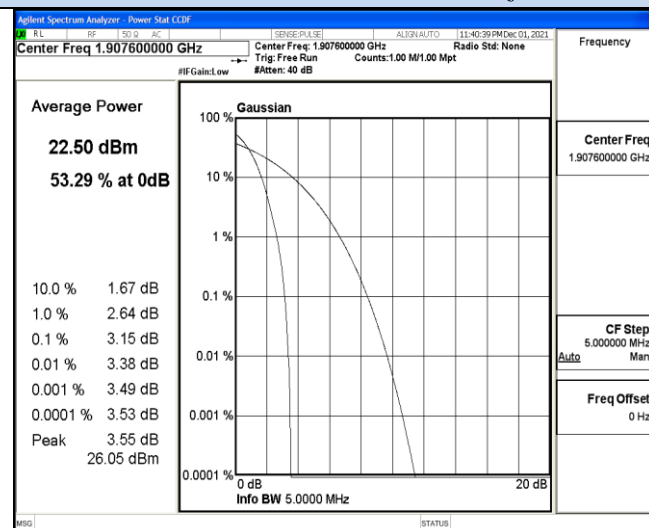 Agilent Spectrum Analyzer - Power Stat CCDF
RL RF 50 Ω AC SENSE:PULSE ALIGNAUTO 11:40:39 PM Dec 01, 2021
Center Freq 1.907600000 GHz
Center Freq: 1.907600000 GHz Radio Std: None
Trig: Free Run Counts:1.00 M/1.00 Mpt
#IFGain:Low #Atten: 40 dB
Frequency
Average Power
22.50 dBm
53.29 % at 0dB
10.0 % 1.67 dB
1.0 % 2.64 dB
0.1 % 3.15 dB
0.01 % 3.38 dB
0.001 % 3.49 dB
0.0001 % 3.53 dB
Peak 3.55 dB
26.05 dBm
Gaussian
100 %
10 %
1 %
0.1 %
0.01 %
0.001 %
0.0001 %
0 dB 20 dB
Info BW 5.0000 MHz
Center Freq
1.907600000 GHz
CF Step
5.000000 MHz
Auto Man
Freq Offset
0 Hz
MSG STATUS